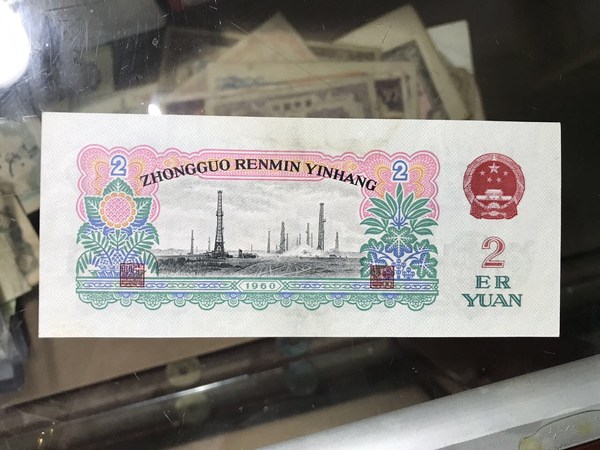 2
2
ZHONGGUO RENMIN YINHANG
1960
2
ER
YUAN